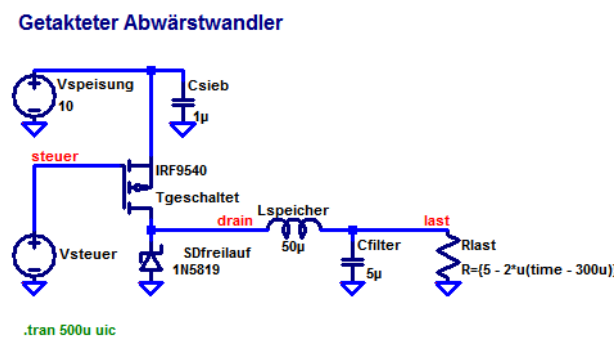 Getakteter Abwärstwandler
Vspeisung
10
Csieb
1µ
steuer
IRF9540
Tgeschaltet
Vsteuer
SDfreilauf
1N5819
drain
Lspeicher
50µ
Cfilter
5µ
last
Rlast
R={5 - 2*u(time - 300u)}
.tran 500u uic